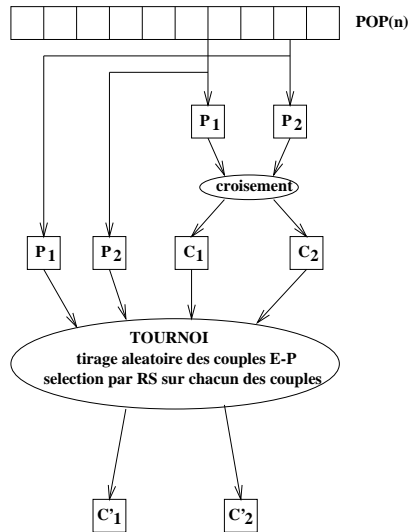 POP(n)
P1
P2
croisement
P1
P2
C1
C2
TOURNOI
tirage aleatoire des couples E-P
selection par RS sur chacun des couples
C'1
C'2